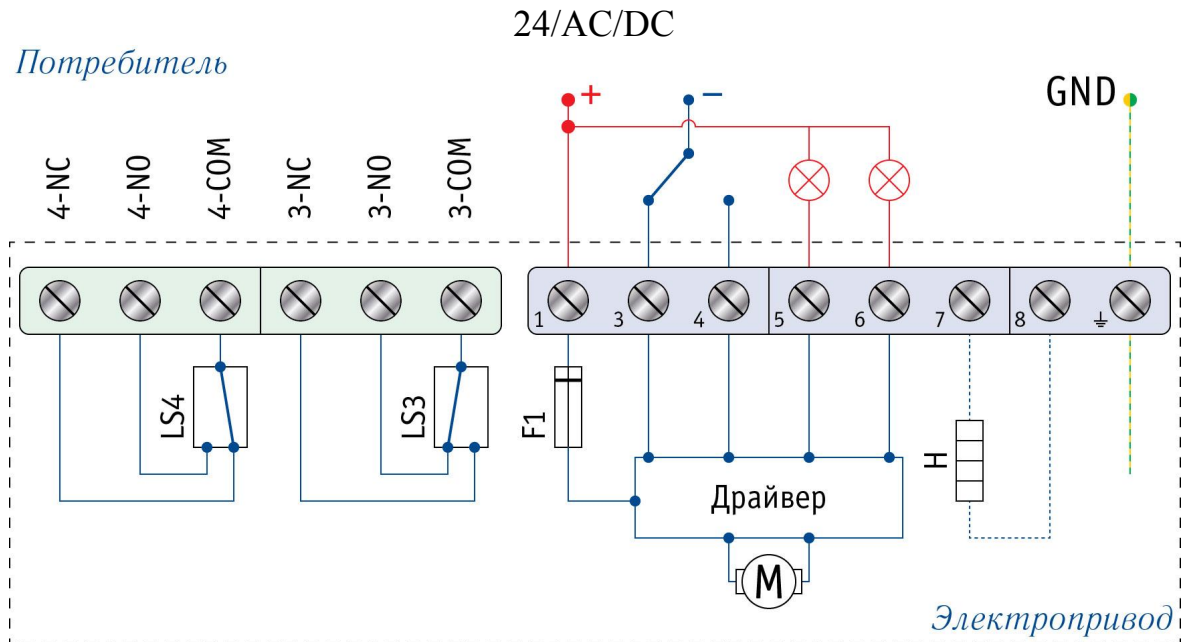 24/AC/DC
Потребитель
+ −
GND
4-NC
4-NO
4-COM
3-NC
3-NO
3-COM
1 3 4 5 6 7 8
LS4
LS3
F1
H
Драйвер
M
Электропривод